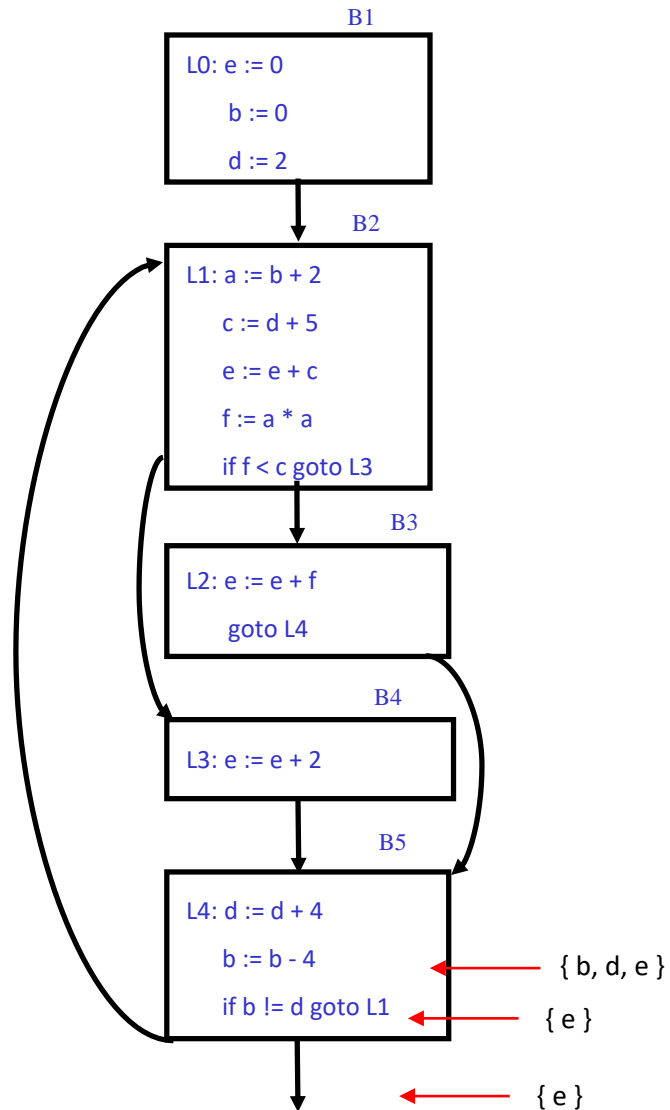 B1
L0: e := 0
b := 0
d := 2
B2
L1: a := b + 2
c := d + 5
e := e + c
f := a * a
if f < c goto L3
B3
L2: e := e + f
goto L4
B4
L3: e := e + 2
B5
L4: d := d + 4
b := b - 4
{ b, d, e }
if b != d goto L1
{ e }
{ e }